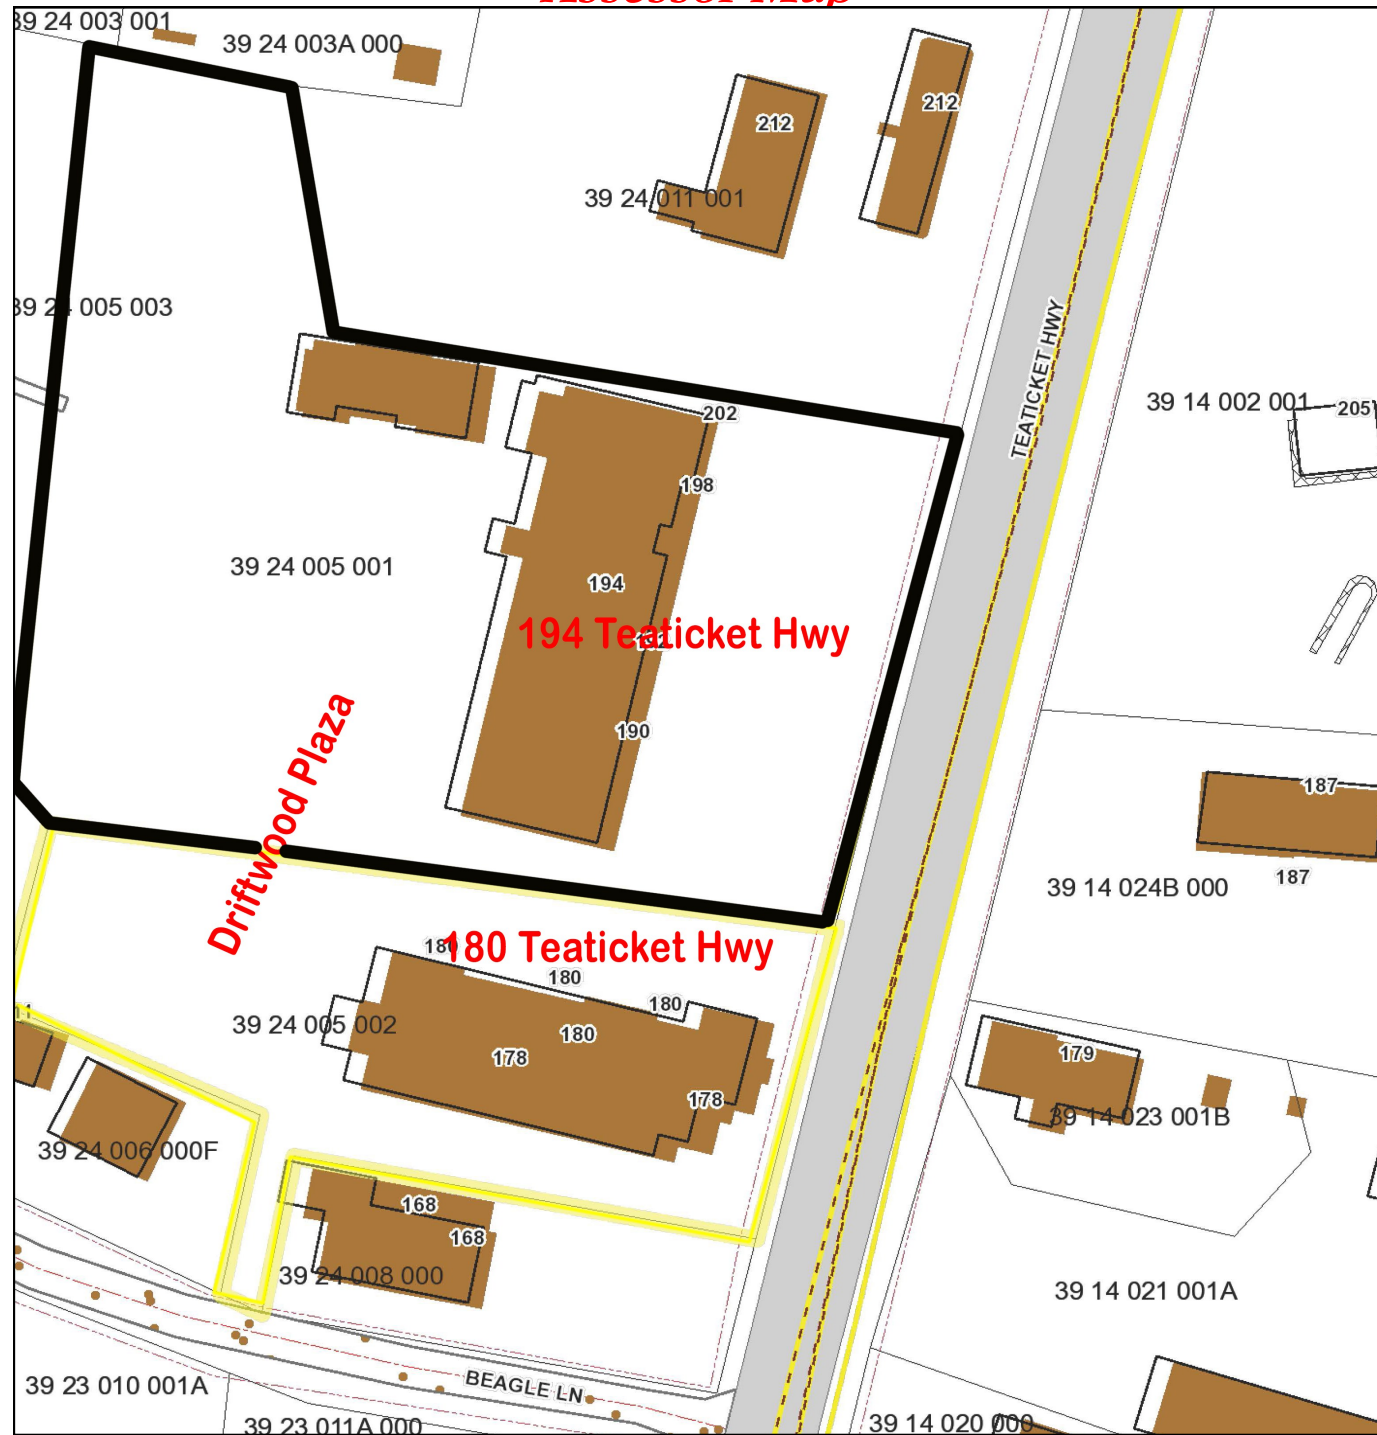 Assessor Map
39 24 003 001
39 24 003A 000
212
212
39 24 011 001
39 24 005 003
TEATICKET HWY
39 14 002 001
205
202
198
39 24 005 001
194
194 Teaticket Hwy
192
190
Driftwood Plaza
187
187
39 14 024B 000
180 Teaticket Hwy
180
180
180
180
178
178
39 24 005 002
11
179
39 14 023 001B
39 24 006 000F
168
168
39 24 008 000
39 14 021 001A
BEAGLE LN
39 23 010 001A
39 23 011A 000
39 14 020 000